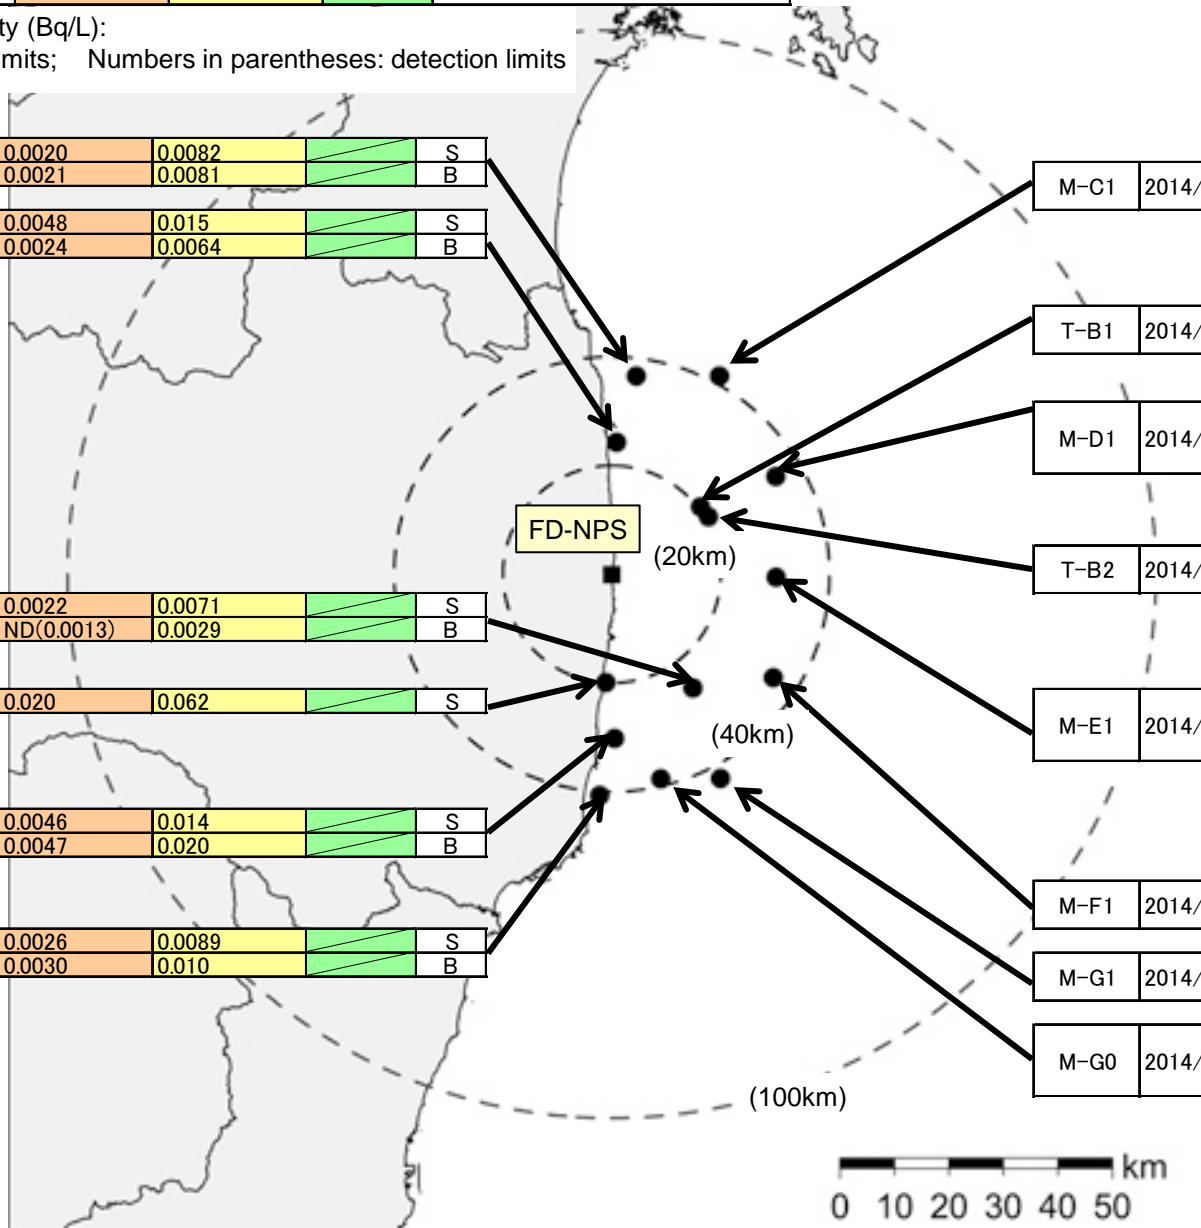 ty (Bq/L):
mits; Numbers in parentheses: detection limits
0.0020 0.0082 S
0.0021 0.0081 B
0.0048 0.015 S
0.0024 0.0064 B
M-C1 2014/
T-B1 2014/
M-D1 2014/
FD-NPS
(20km)
T-B2 2014/
0.0022 0.0071 S
ND(0.0013) 0.0029 B
0.020 0.062 S
(40km)
M-E1 2014/
0.0046 0.014 S
0.0047 0.020 B
M-F1 2014/
0.0026 0.0089 S
0.0030 0.010 B
M-G1 2014/
M-G0 2014/
(100km)
km
0 10 20 30 40 50